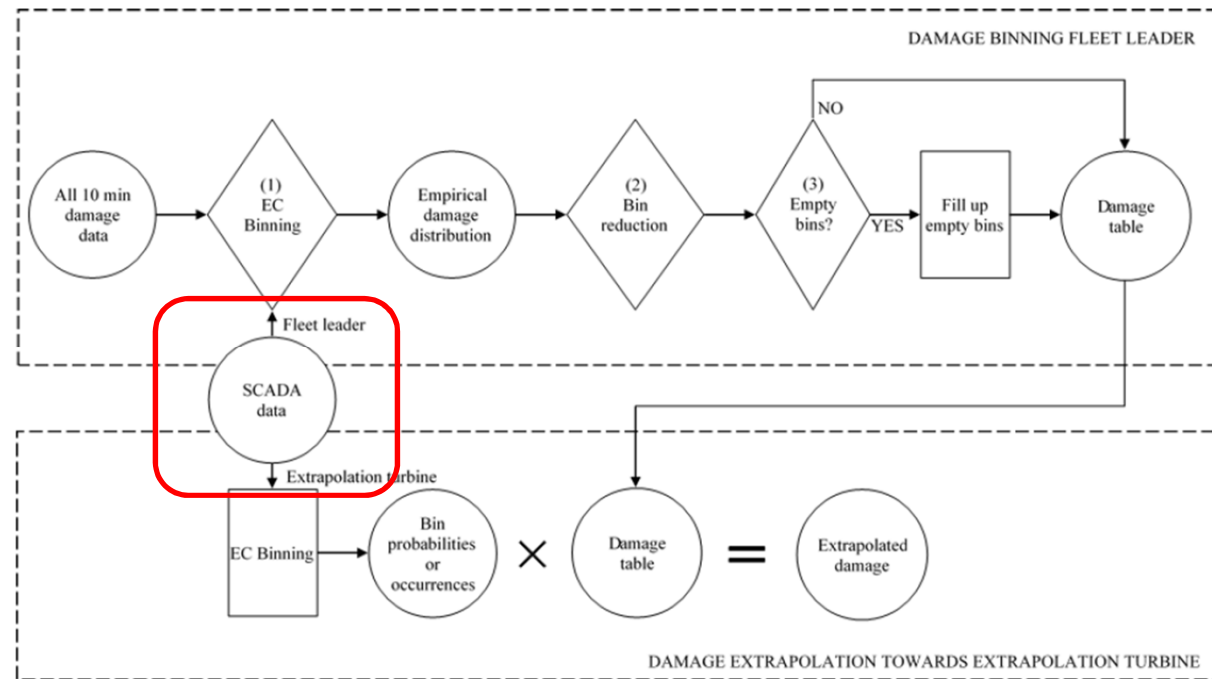 DAMAGE BINNING FLEET LEADER
NO
All 10 min
damage
data
(1)
EC
Binning
Empirical
damage
distribution
(2)
Bin
reduction
(3)
Empty
bins?
YES
Fill up
empty bins
Damage
table
Fleet leader
SCADA
data
Extrapolation turbine
EC Binning
Bin
probabilities
or
occurrences
×
Damage
table
=
Extrapolated
damage
DAMAGE EXTRAPOLATION TOWARDS EXTRAPOLATION TURBINE